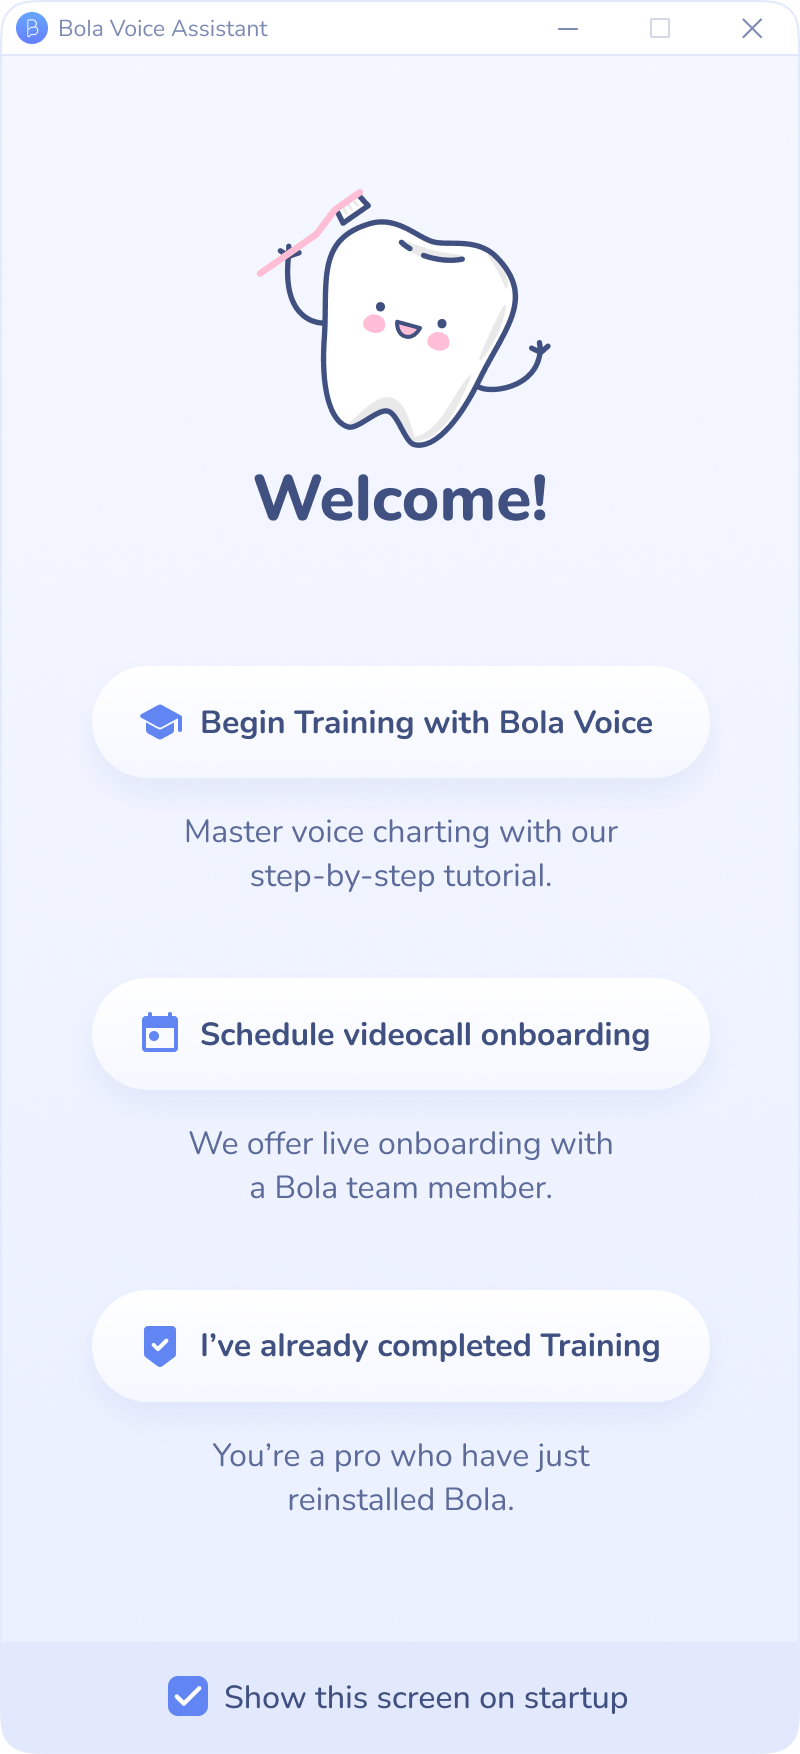 Bola Voice Assistant
Welcome!
Begin Training with Bola Voice
Master voice charting with our
step-by-step tutorial.
Schedule videocall onboarding
We offer live onboarding with
a Bola team member.
I’ve already completed Training
You’re a pro who have just
reinstalled Bola.
Show this screen on startup